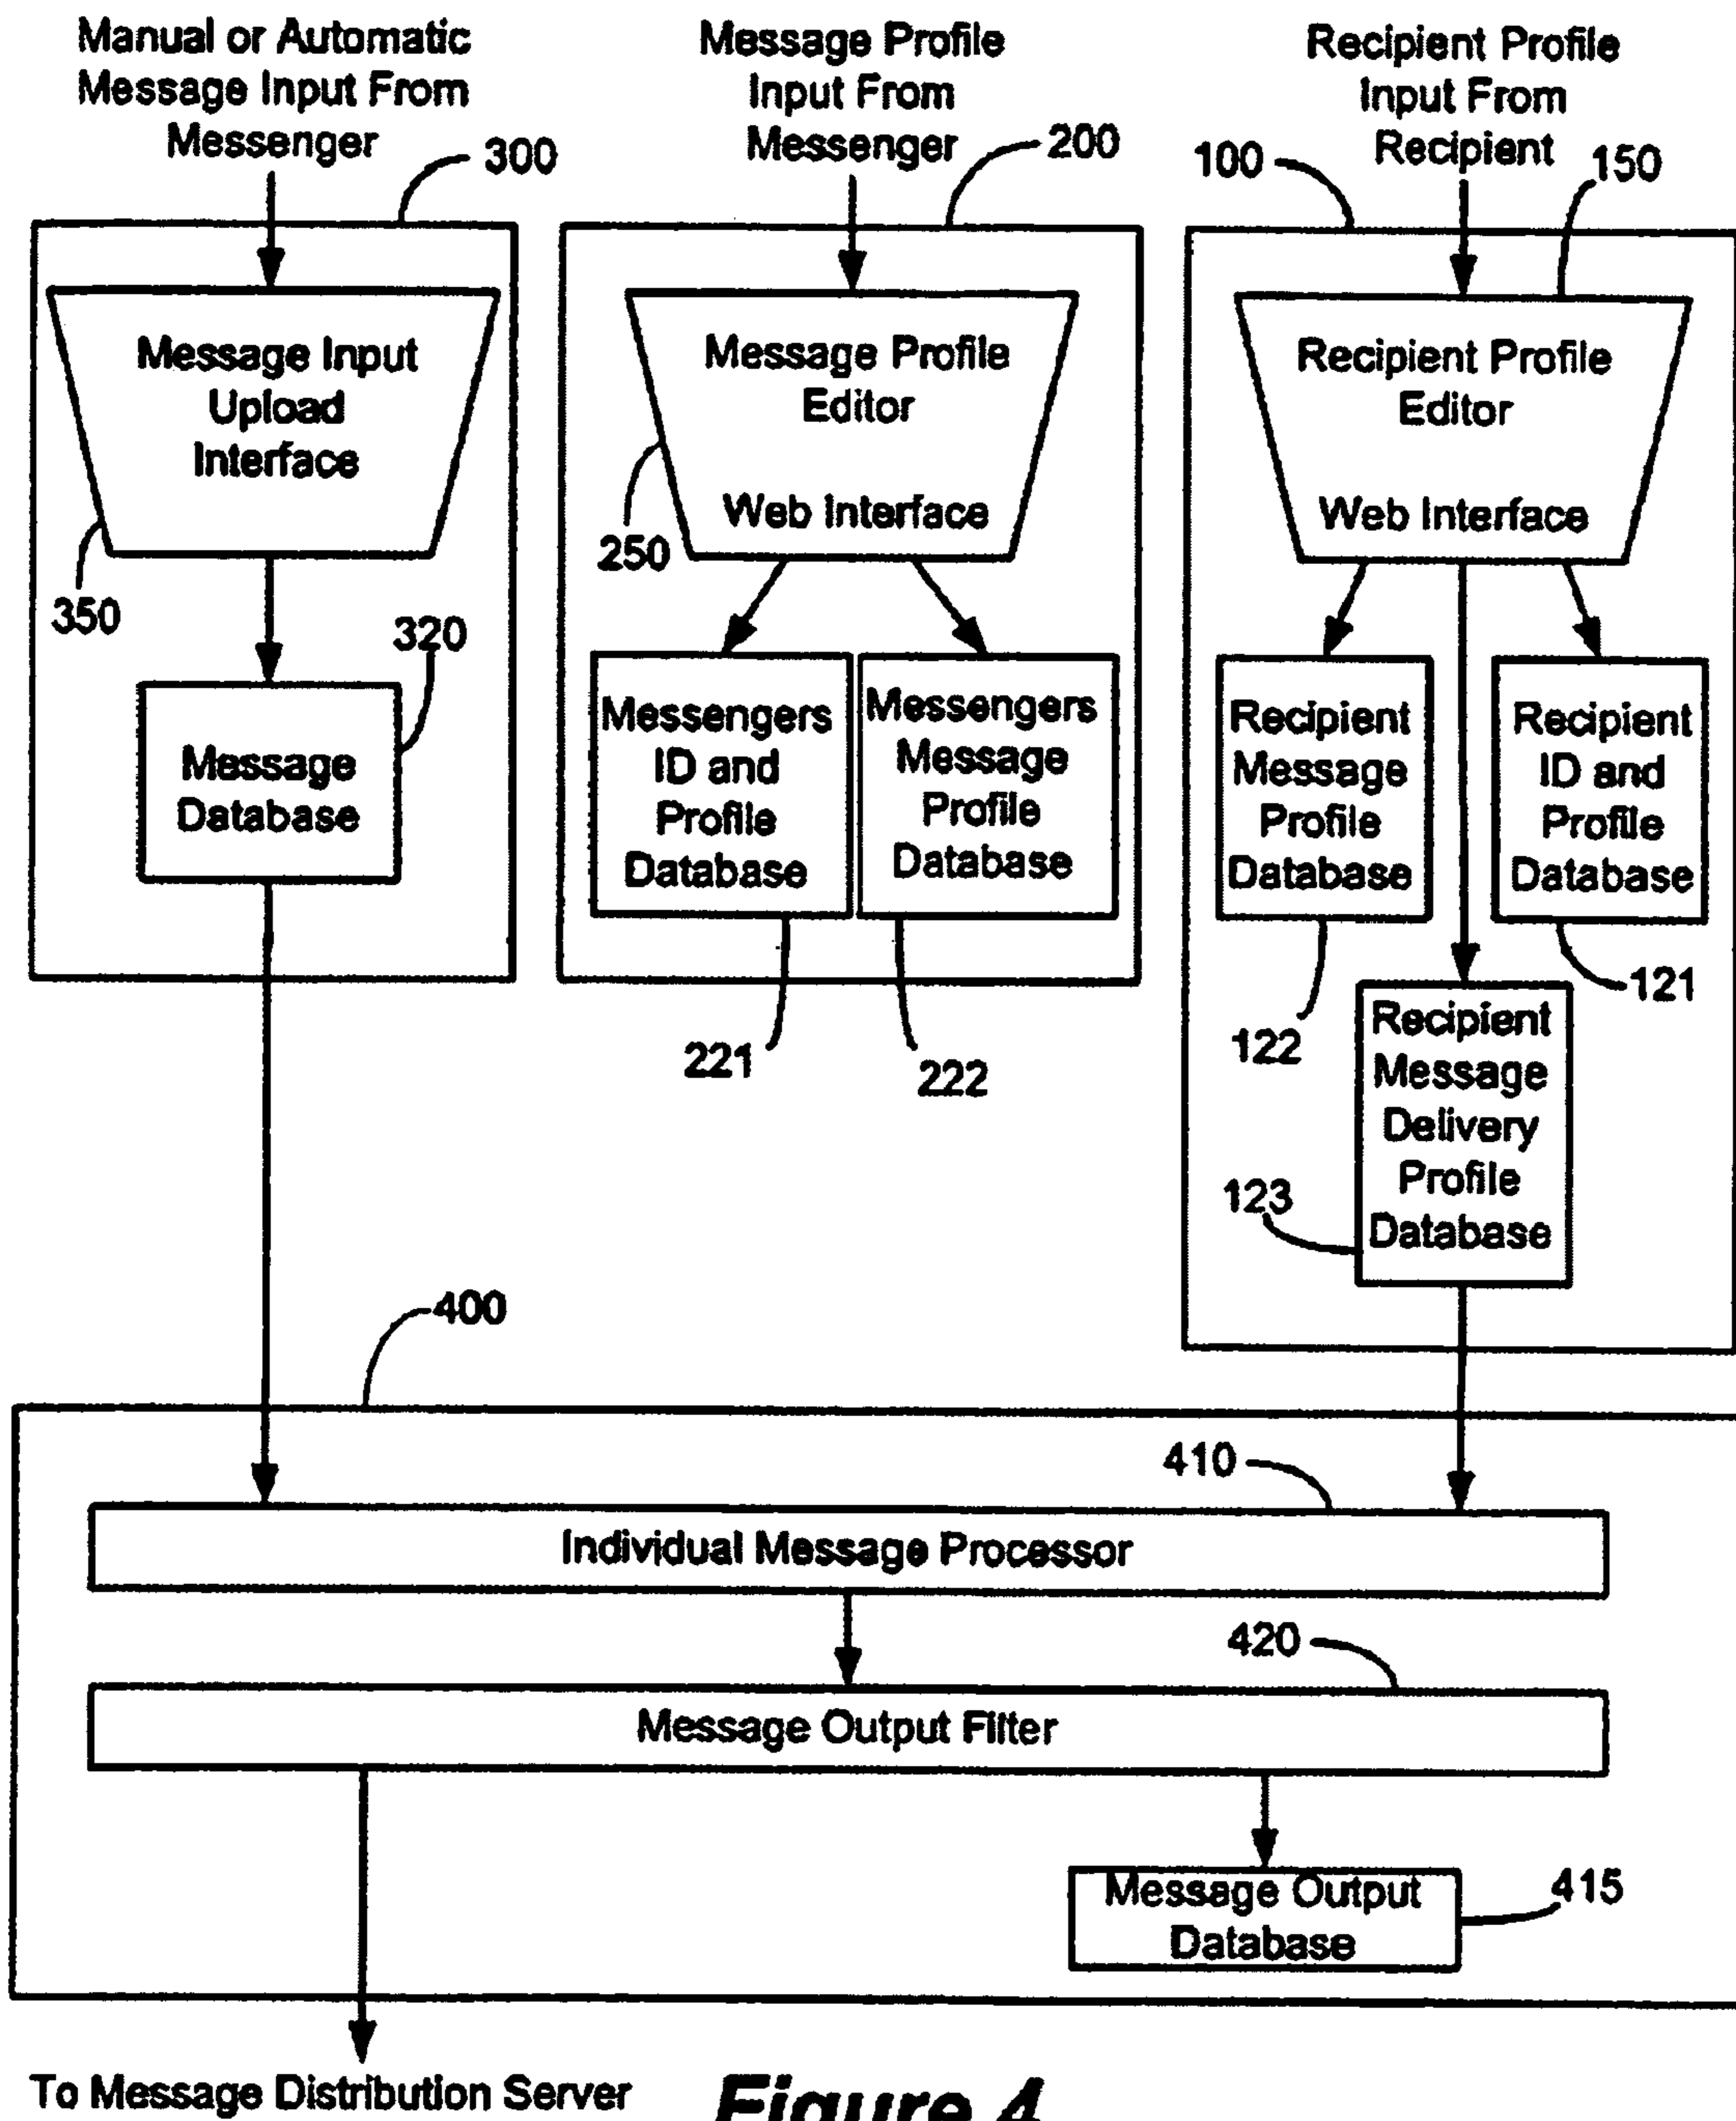 Manual or Automatic
Message Input From
Messenger
300
Message Profile
Input From
Messenger
200
Recipient Profile
Input From
Recipient
100
150
Message Input
Upload
Interface
350
320
Message
Database
Message Profile
Editor
Web Interface
250
Messengers
ID and
Profile
Database
221
Messengers
Message
Profile
Database
222
Recipient Profile
Editor
Web Interface
Recipient
Message
Profile
Database
122
Recipient
ID and
Profile
Database
121
Recipient
Message
Delivery
Profile
Database
123
400
410
Individual Message Processor
420
Message Output Filter
Message Output
Database
415
To Message Distribution Server
Figure 4